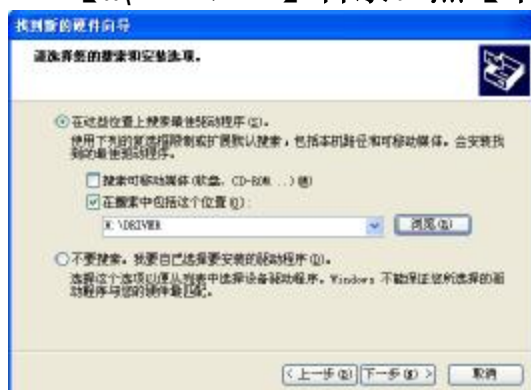 找到新的硬件向导
请选择您的搜索和安装选项。
在这些位置上搜索最佳驱动程序(S)。
使用下列的复选框限制或扩展默认搜索，包括本机路径和可移动媒体。会安装找
到的最佳驱动程序。
搜索可移动媒体(软盘、CD-ROM...)(M)
在搜索中包括这个位置(O):
\DRIVER
浏览(R)
不要搜索。我要自己选择要安装的驱动程序(D)。
选择这个选项以便从列表中选择设备驱动程序。Windows 不能保证您所选择的驱
动程序与您的硬件最匹配。
<上一步(B) 下一步(N)> 取消